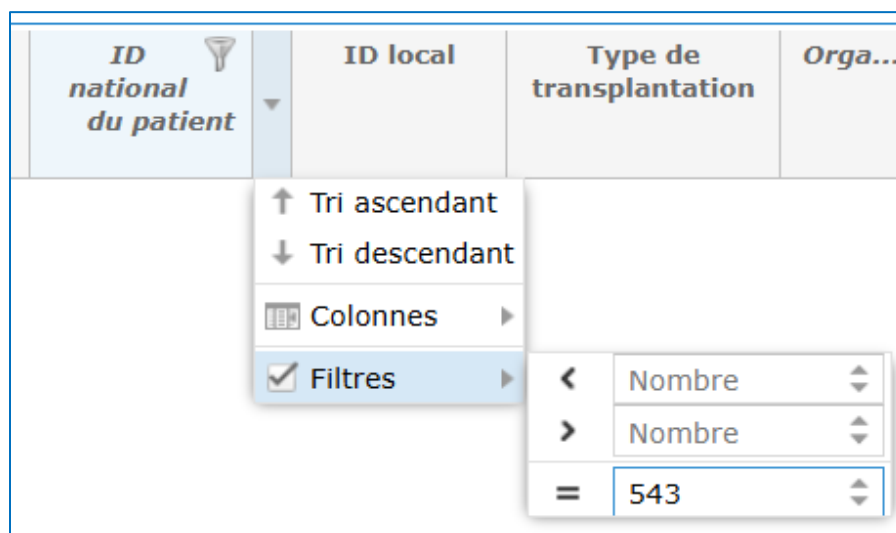 ID
national
du patient
ID local
Type de
transplantation
Orga...
Tri ascendant
Tri descendant
Colonnes
Filtres
< Nombre
> Nombre
= 543